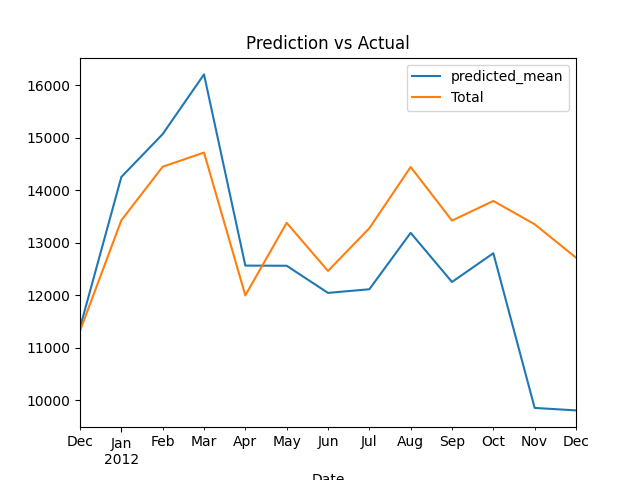 Prediction vs Actual
predicted_mean
Total
16000
15000
14000
13000
12000
11000
10000
Dec Jan Feb Mar Apr May Jun Jul Aug Sep Oct Nov Dec
2012
Date